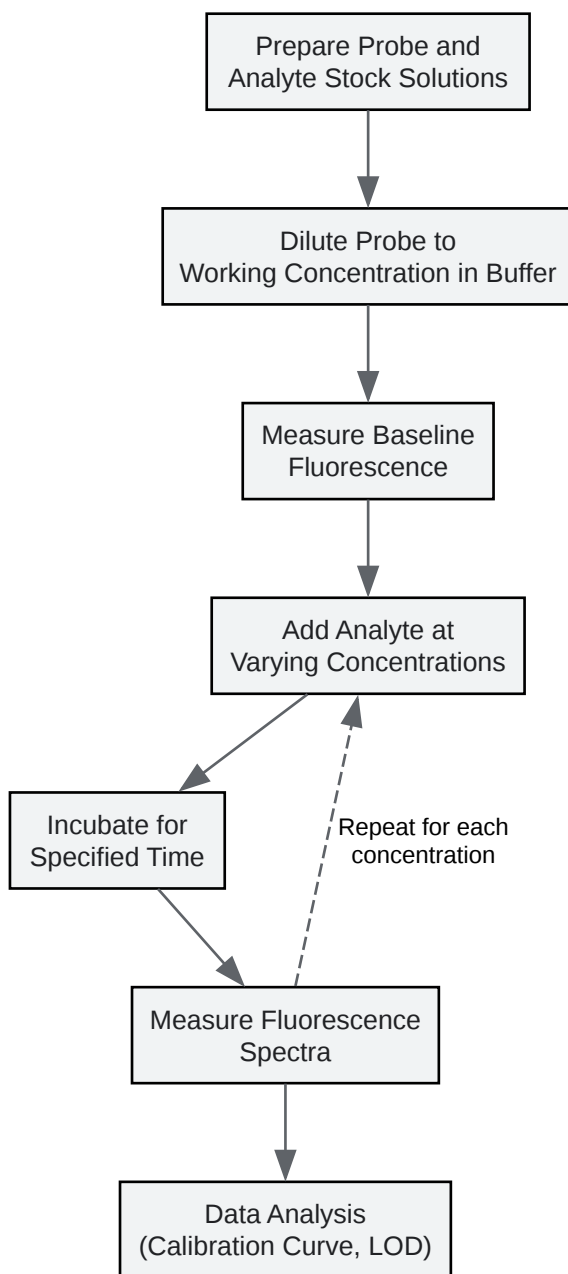 Prepare Probe and
Analyte Stock Solutions
Dilute Probe to
Working Concentration in Buffer
Measure Baseline
Fluorescence
Add Analyte at
Varying Concentrations
Incubate for
Specified Time
Repeat for each
concentration
Measure Fluorescence
Spectra
Data Analysis
(Calibration Curve, LOD)